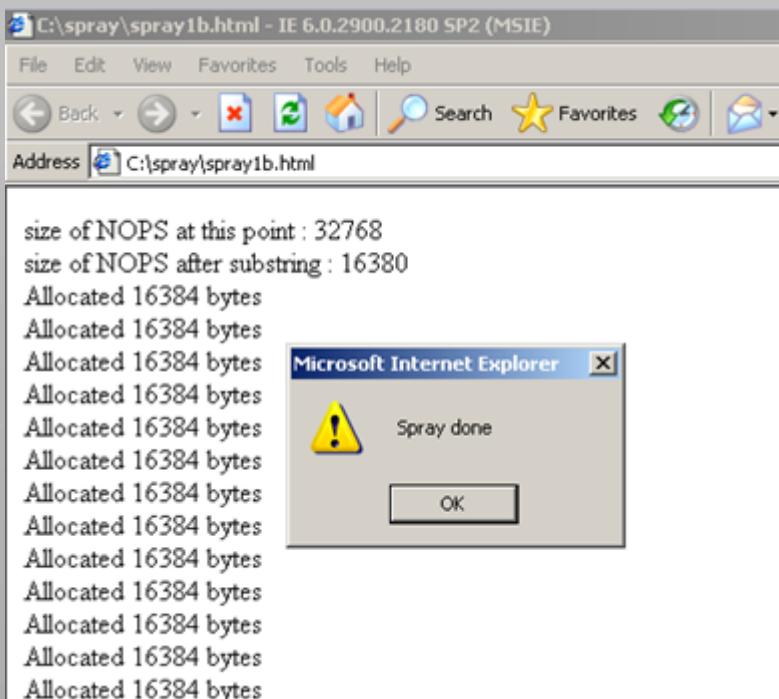 C:\spray\spray1b.html - IE 6.0.2900.2180 SP2 (MSIE)
File Edit View Favorites Tools Help
Back Search Favorites
Address C:\spray\spray1b.html
size of NOPS at this point : 32768
size of NOPS after substring : 16380
Allocated 16384 bytes
Allocated 16384 bytes
Allocated 16384 bytes
Allocated 16384 bytes
Allocated 16384 bytes
Allocated 16384 bytes
Allocated 16384 bytes
Allocated 16384 bytes
Allocated 16384 bytes
Allocated 16384 bytes
Allocated 16384 bytes
Allocated 16384 bytes
Allocated 16384 bytes
Microsoft Internet Explorer
Spray done
OK